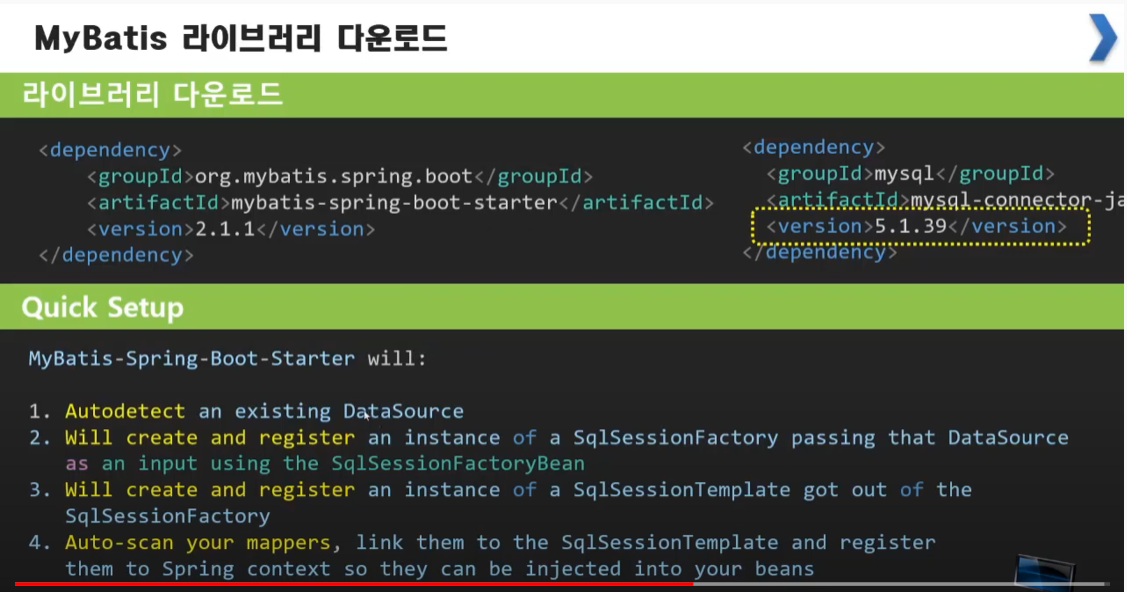 MyBatis 라이브러리 다운로드
라이브러리 다운로드
<dependency>
<groupId>org.mybatis.spring.boot</groupId>
<artifactId>mybatis-spring-boot-starter</artifactId>
<version>2.1.1</version>
</dependency>
<dependency>
<groupId>mysql</groupId>
<artifactId>mysql-connector-ja
<version>5.1.39</version>
</dependency>
Quick Setup
MyBatis-Spring-Boot-Starter will:
1. Autodetect an existing DataSource
2. Will create and register an instance of a SqlSessionFactory passing that DataSource
as an input using the SqlSessionFactoryBean
3. Will create and register an instance of a SqlSessionTemplate got out of the
SqlSessionFactory
4. Auto-scan your mappers, link them to the SqlSessionTemplate and register
them to Spring context so they can be injected into your beans